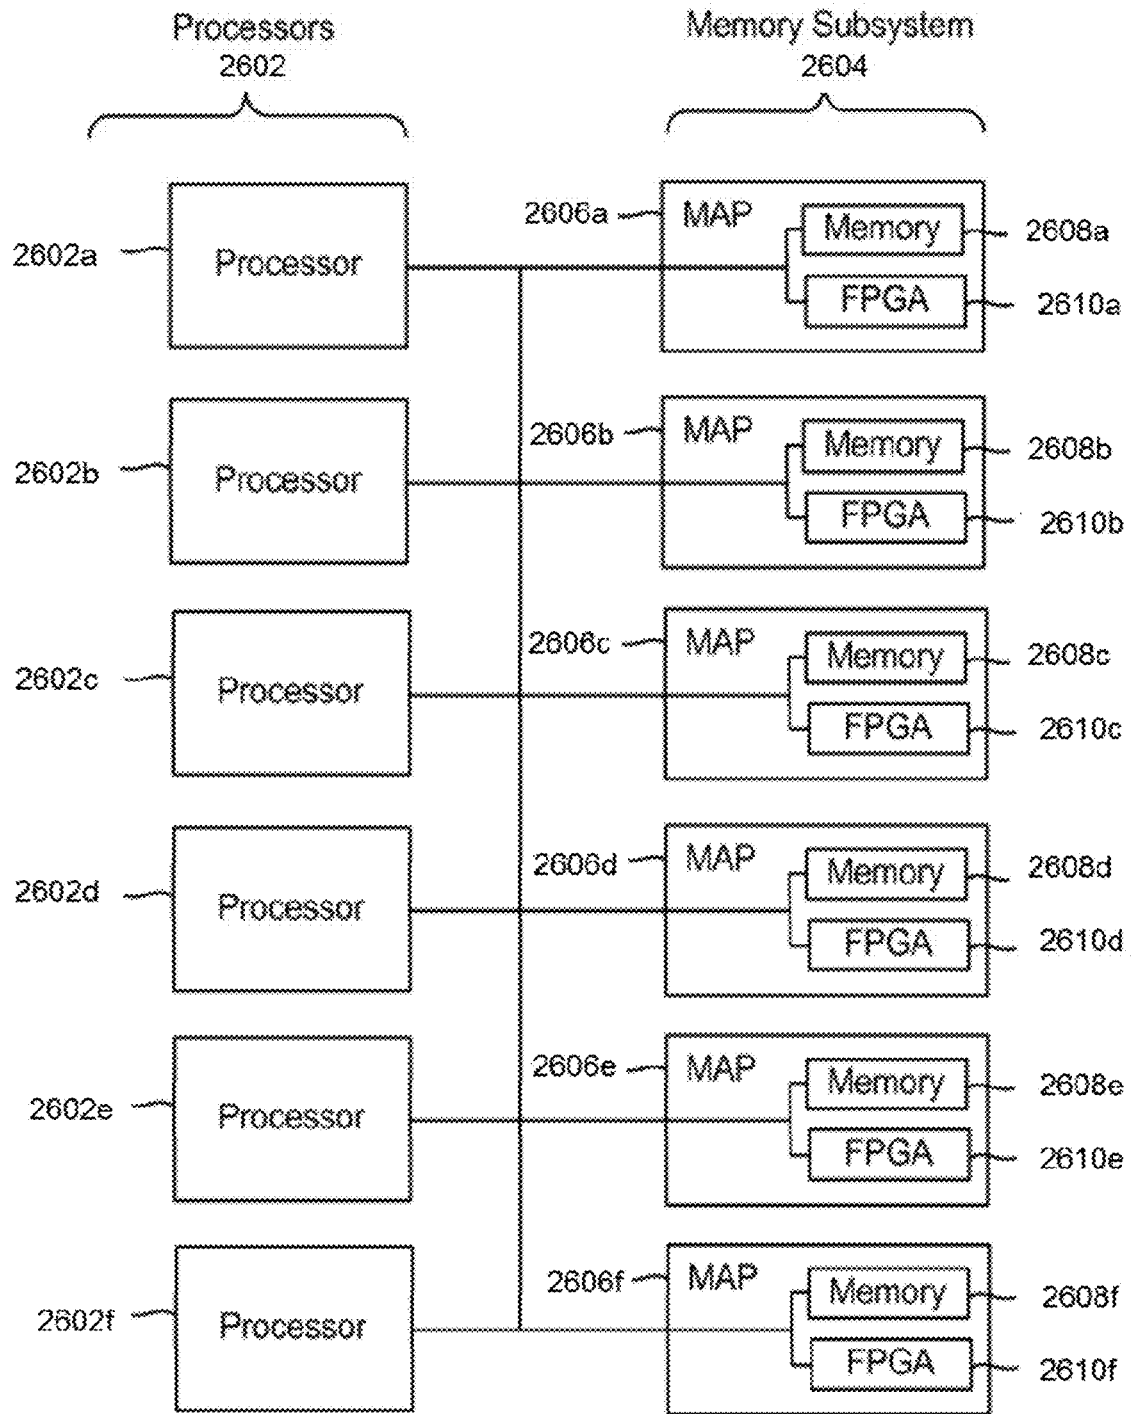 Processors
2602
Memory Subsystem
2604
2602a
Processor
2606a
MAP
Memory
2608a
FPGA
2610a
2602b
Processor
2606b
MAP
Memory
2608b
FPGA
2610b
2602c
Processor
2606c
MAP
Memory
2608c
FPGA
2610c
2602d
Processor
2606d
MAP
Memory
2608d
FPGA
2610d
2602e
Processor
2606e
MAP
Memory
2608e
FPGA
2610e
2602f
Processor
2606f
MAP
Memory
2608f
FPGA
2610f